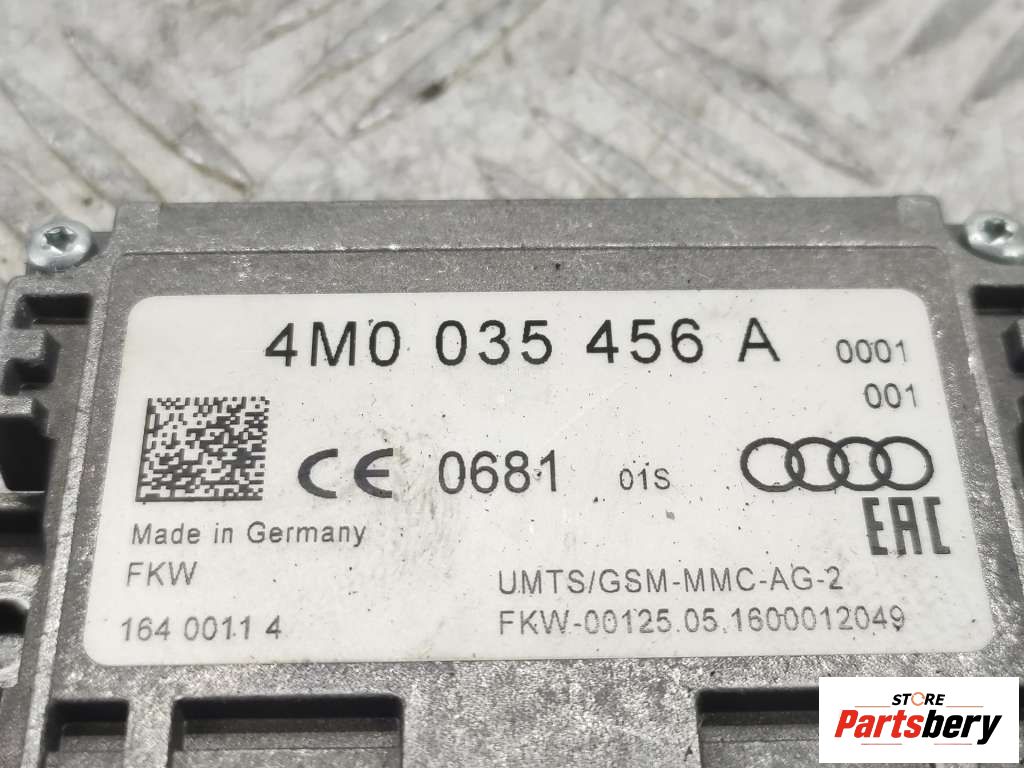 4M0 035 456 A 0001
001
CE 0681 01S
EAC
Made in Germany
FKW
UMTS/GSM-MMC-AG-2
164 0011 4
FKW-00125.05.1600012049
STORE
Partsbery